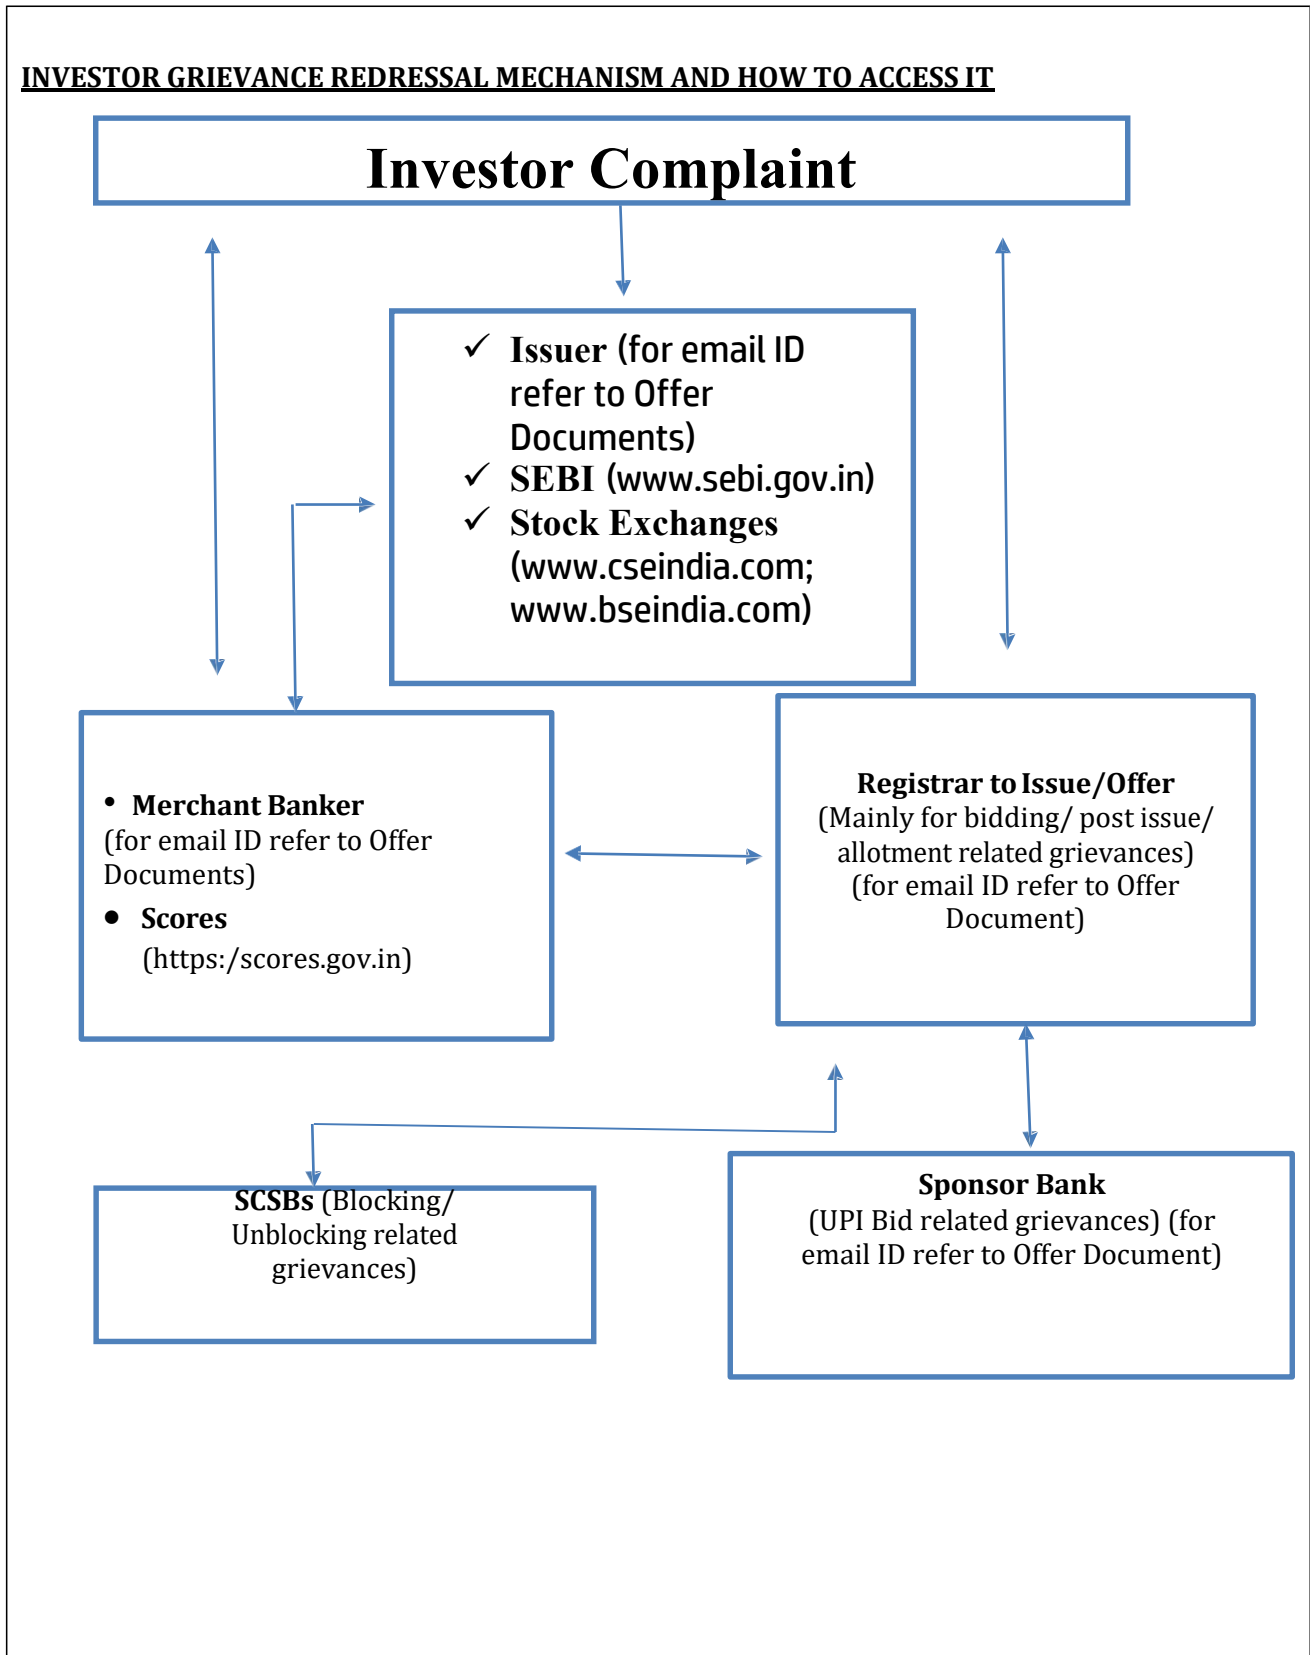 INVESTOR GRIEVANCE REDRESSAL MECHANISM AND HOW TO ACCESS IT
Investor Complaint
✓ Issuer (for email ID
refer to Offer
Documents)
✓ SEBI (www.sebi.gov.in)
✓ Stock Exchanges
(www.cseindia.com;
www.bseindia.com)
• Merchant Banker
(for email ID refer to Offer
Documents)
• Scores
(https:/scores.gov.in)
Registrar to Issue/Offer
(Mainly for bidding/ post issue/
allotment related grievances)
(for email ID refer to Offer
Document)
SCSBs (Blocking/
Unblocking related
grievances)
Sponsor Bank
(UPI Bid related grievances) (for
email ID refer to Offer Document)